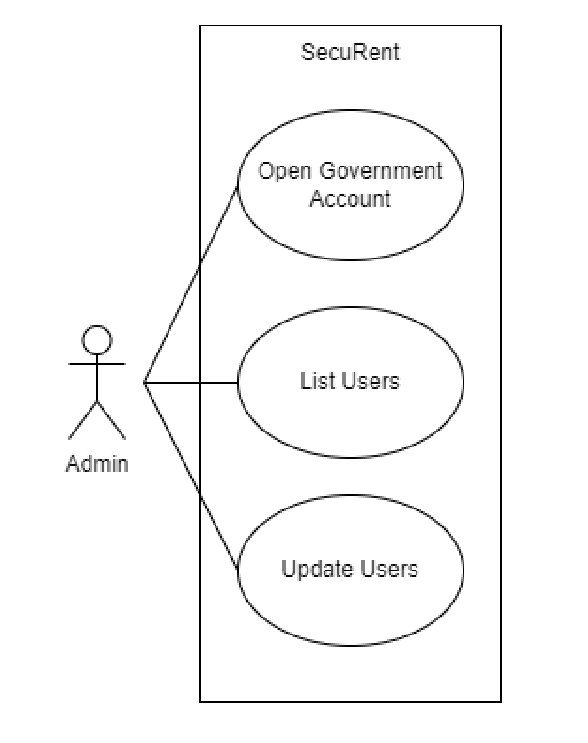 SecuRent
Open Government
Account
List Users
Admin
Update Users